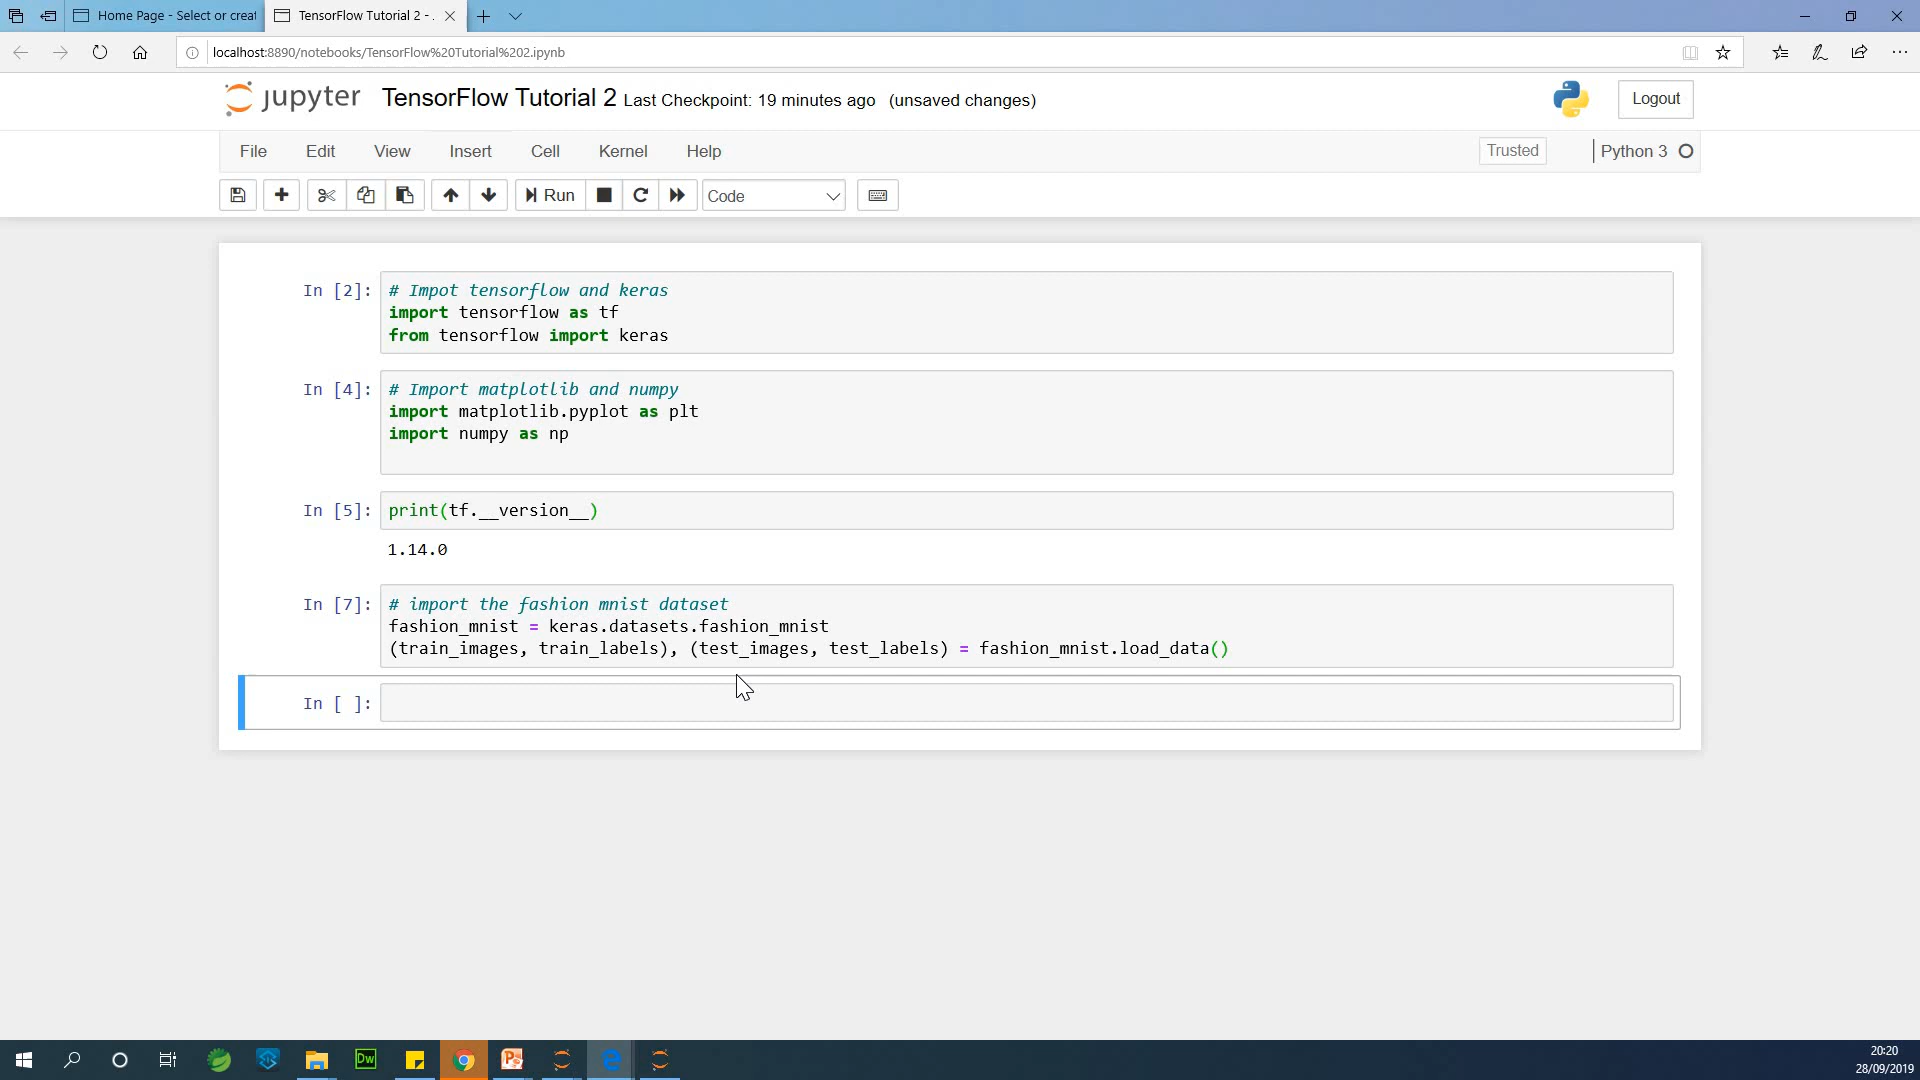 Home Page - Select or creat
TensorFlow Tutorial 2 - .
localhost:8890/notebooks/TensorFlow%20Tutorial%202.ipynb
jupyter TensorFlow Tutorial 2 Last Checkpoint: 19 minutes ago (unsaved changes)
Logout
File Edit View Insert Cell Kernel Help
Trusted
Python 3
Run
Code
In [2]:
# Impot tensorflow and keras
import tensorflow as tf
from tensorflow import keras
In [4]:
# Import matplotlib and numpy
import matplotlib.pyplot as plt
import numpy as np
In [5]:
print(tf.__version__)
1.14.0
In [7]:
# import the fashion mnist dataset
fashion_mnist = keras.datasets.fashion_mnist
(train_images, train_labels), (test_images, test_labels) = fashion_mnist.load_data()
In [ ]:
Dw
20:20
28/09/2019